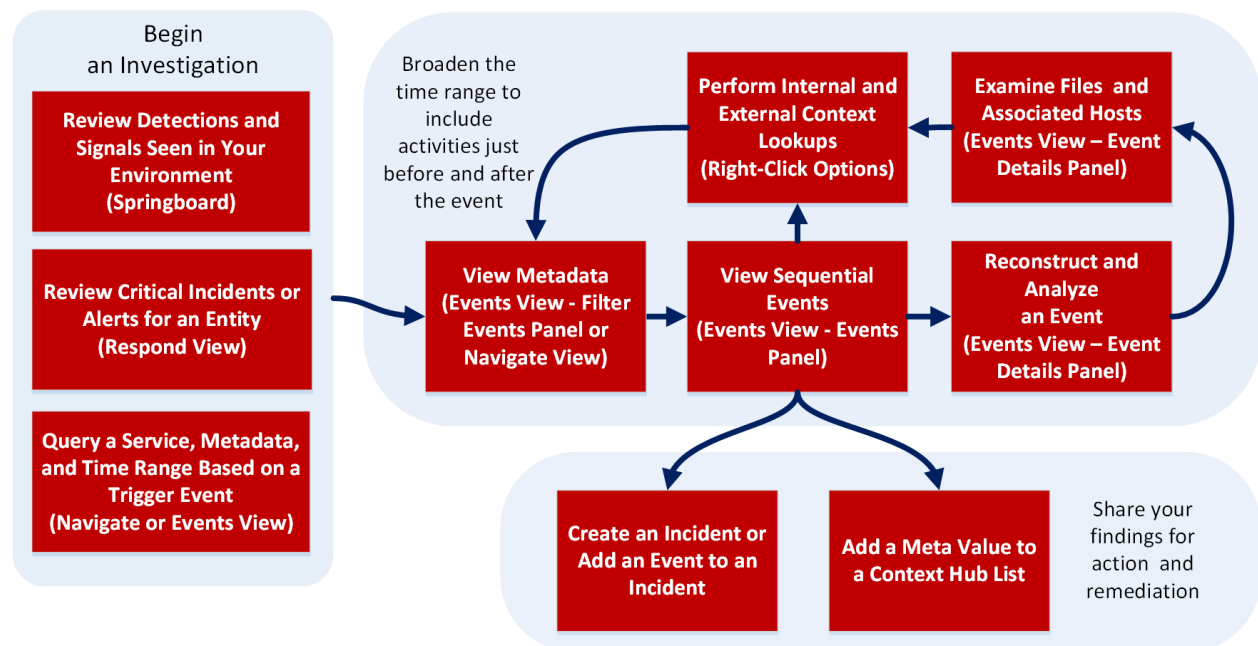 Begin
an Investigation
Review Detections and
Signals Seen in Your
Environment
(Springboard)
Review Critical Incidents or
Alerts for an Entity
(Respond View)
Query a Service, Metadata,
and Time Range Based on a
Trigger Event
(Navigate or Events View)
Broaden the
time range to
include
activities just
before and after
the event
Perform Internal and
External Context
Lookups
(Right-Click Options)
Examine Files and
Associated Hosts
(Events View – Event
Details Panel)
View Metadata
(Events View - Filter
Events Panel or
Navigate View)
View Sequential
Events
(Events View - Events
Panel)
Reconstruct and
Analyze
an Event
(Events View – Event
Details Panel)
Create an Incident or
Add an Event to an
Incident
Add a Meta Value to
a Context Hub List
Share your
findings for
action and
remediation